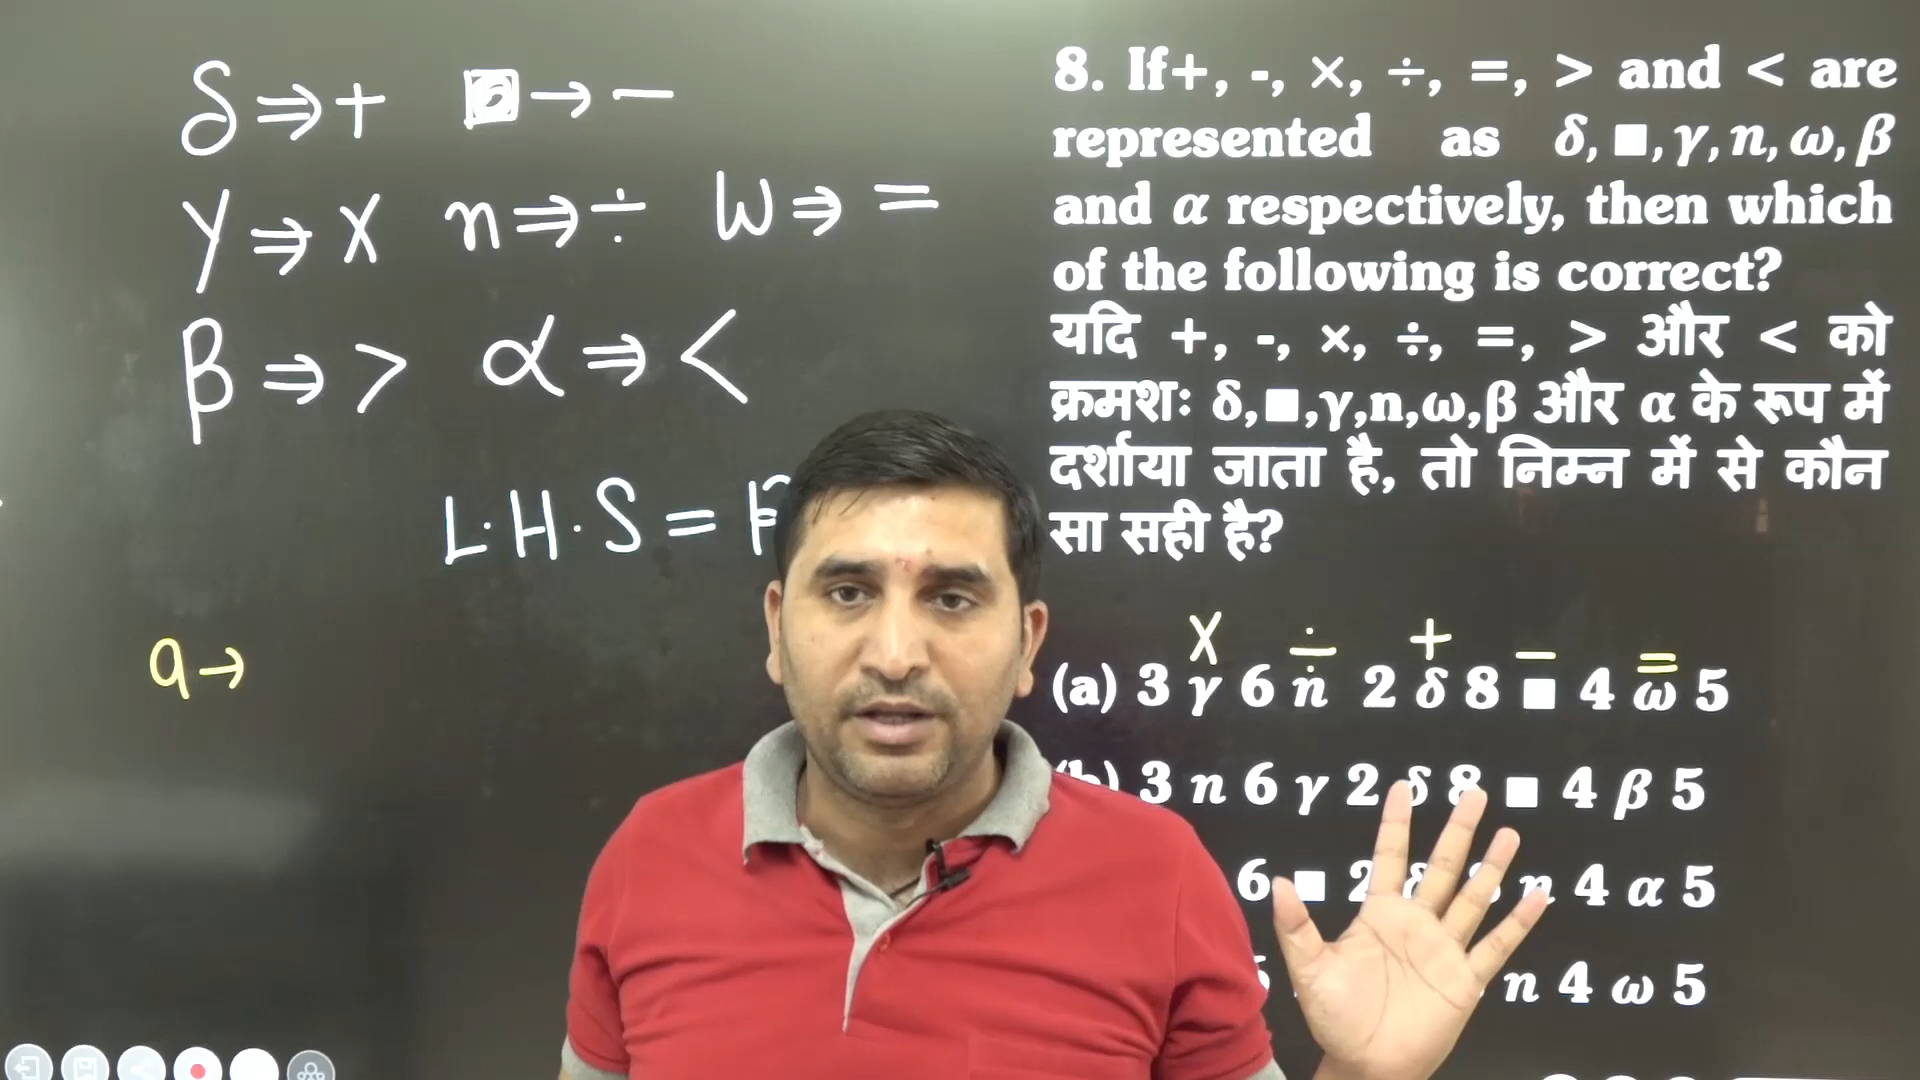 δ ⇒ + ■ → −
γ ⇒ × n ⇒ ÷ ω ⇒ =
β ⇒ > α ⇒ <
L.H.S =
a →
8. If+, -, ×, ÷, =, > and < are
represented as δ, ■, γ, n, ω, β
and α respectively, then which
of the following is correct?
यदि +, -, ×, ÷, =, > और < को
क्रमशः δ,■,γ,n,ω,β और α के रूप में
दर्शाया जाता है, तो निम्न में से कौन
सा सही है?
× ÷ + − =
(a) 3 γ 6 n 2 δ 8 ■ 4 ω 5
(b) 3 n 6 γ 2 δ 8 ■ 4 β 5
6 ■ 2 n 4 α 5
n 4 ω 5